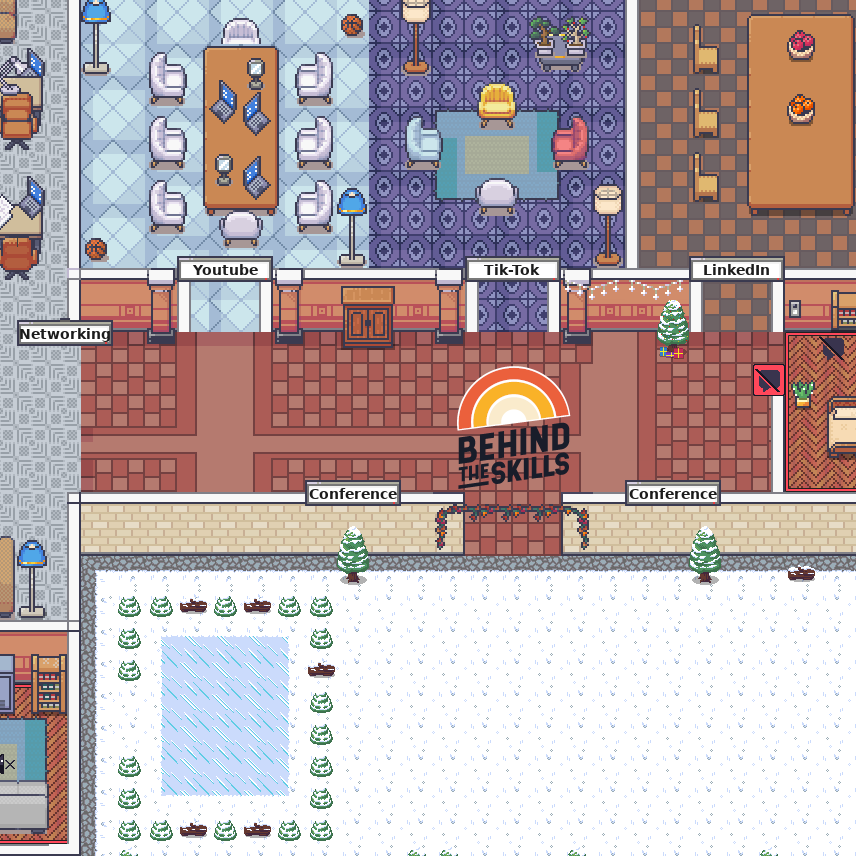 Youtube
Tik-Tok
LinkedIn
Networking
BEHIND
THE SKILLS
Conference
Conference